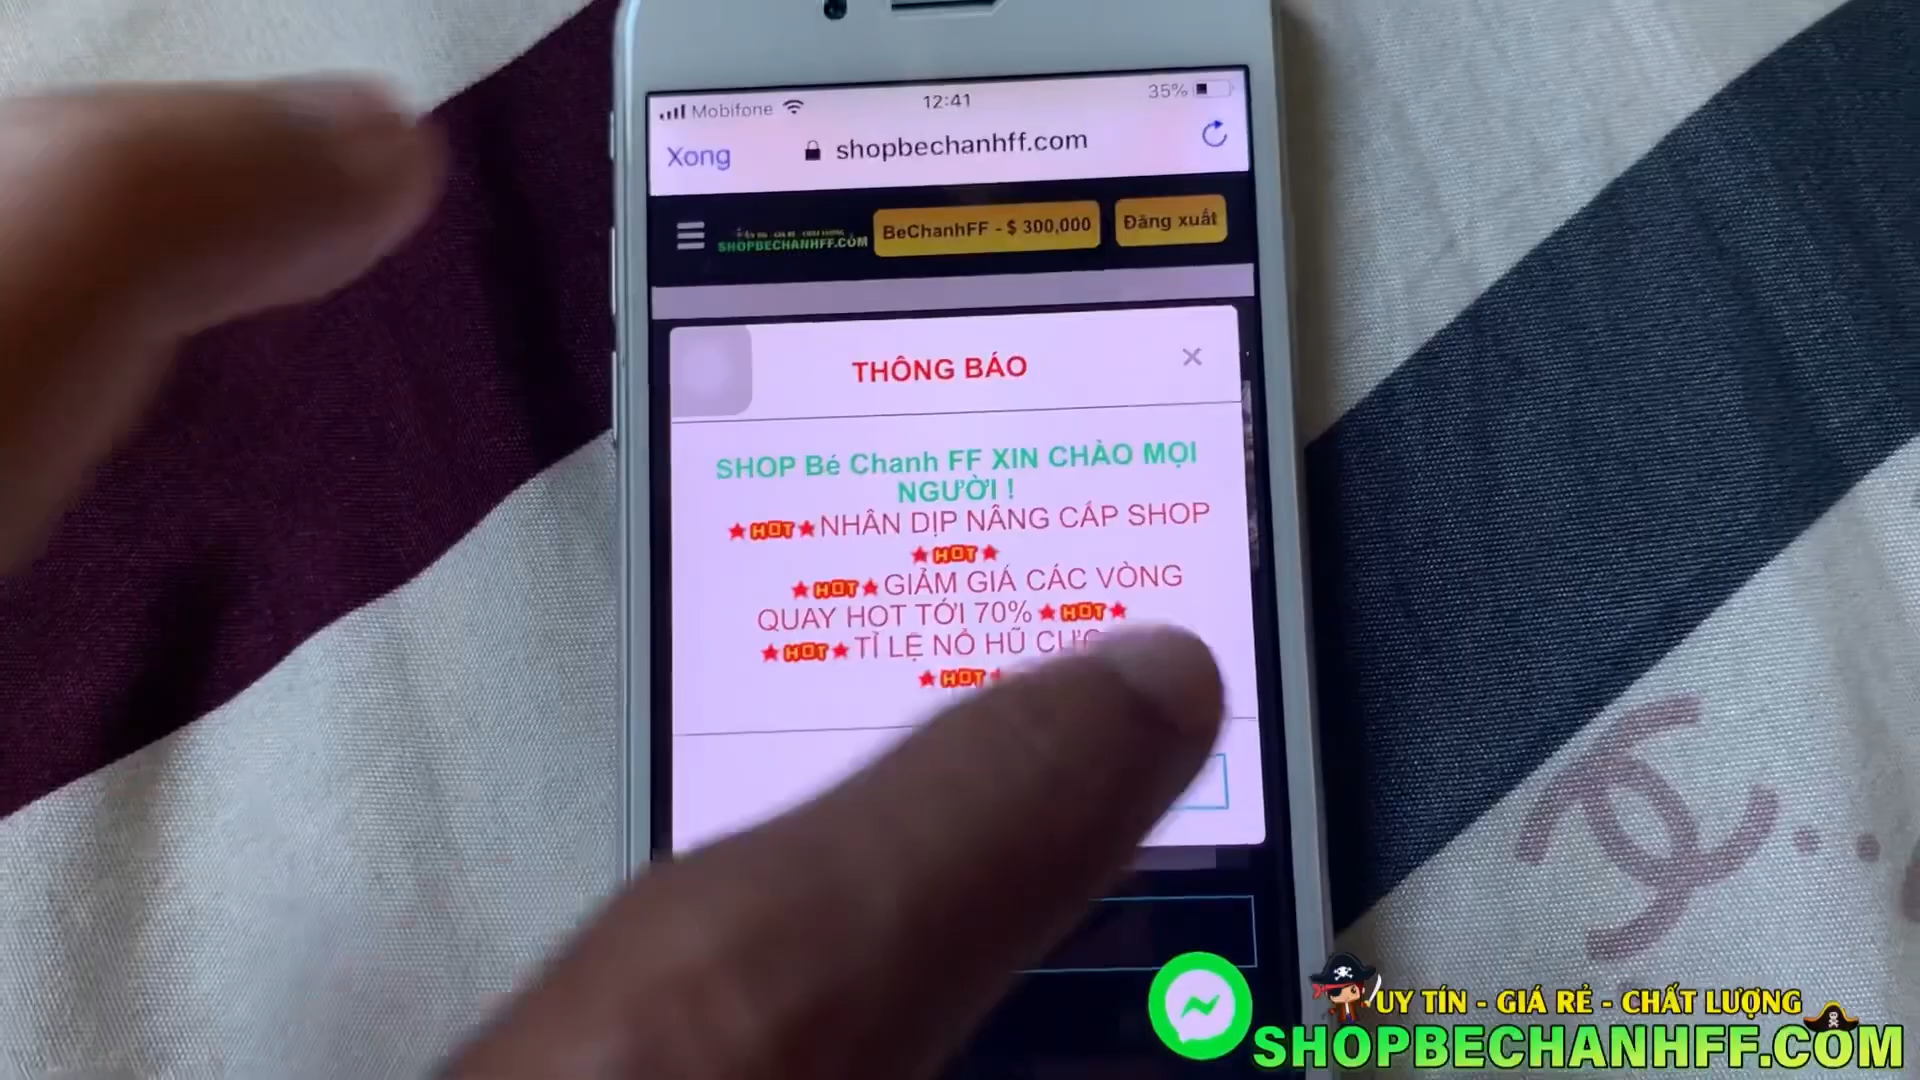 Mobifone 12:41 35%
Xong shopbechanhff.com
SHOPBECHANHFF.COM BeChanhFF - $ 300,000 Đăng xuất
THÔNG BÁO
SHOP Bé Chanh FF XIN CHÀO MỌI
NGƯỜI !
HOT NHÂN DỊP NÂNG CẤP SHOP
HOT
HOT GIẢM GIÁ CÁC VÒNG
QUAY HOT TỚI 70% HOT
HOT TỈ LỆ NỔ HŨ
HOT
UY TÍN - GIÁ RẺ - CHẤT LƯỢNG
SHOPBECHANHFF.COM